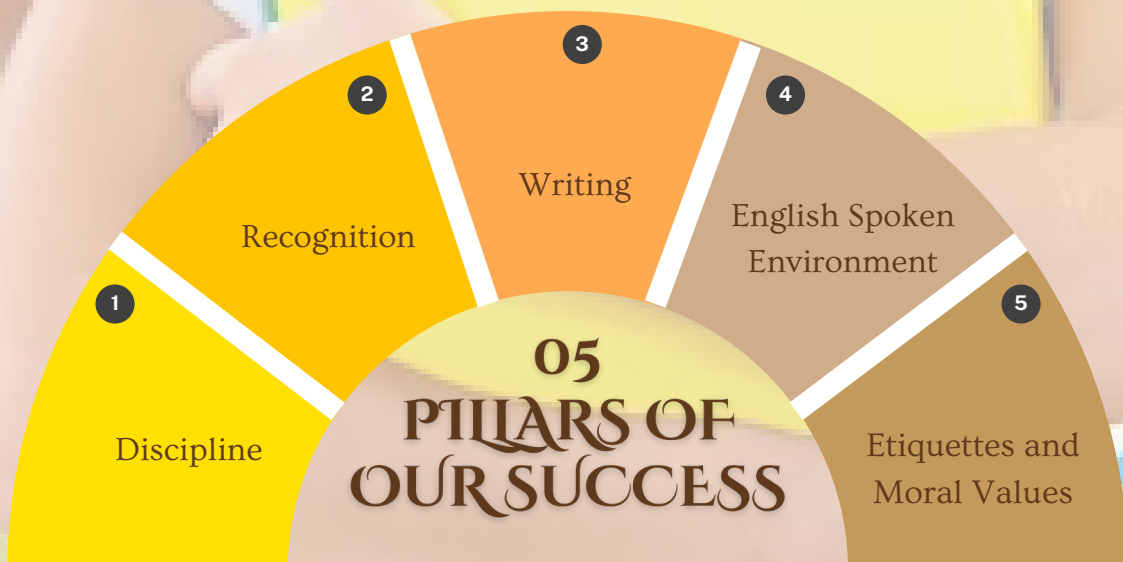 1
Discipline
2
Recognition
3
Writing
4
English Spoken
Environment
5
Etiquettes and
Moral Values
05
PILLARS OF
OUR SUCCESS